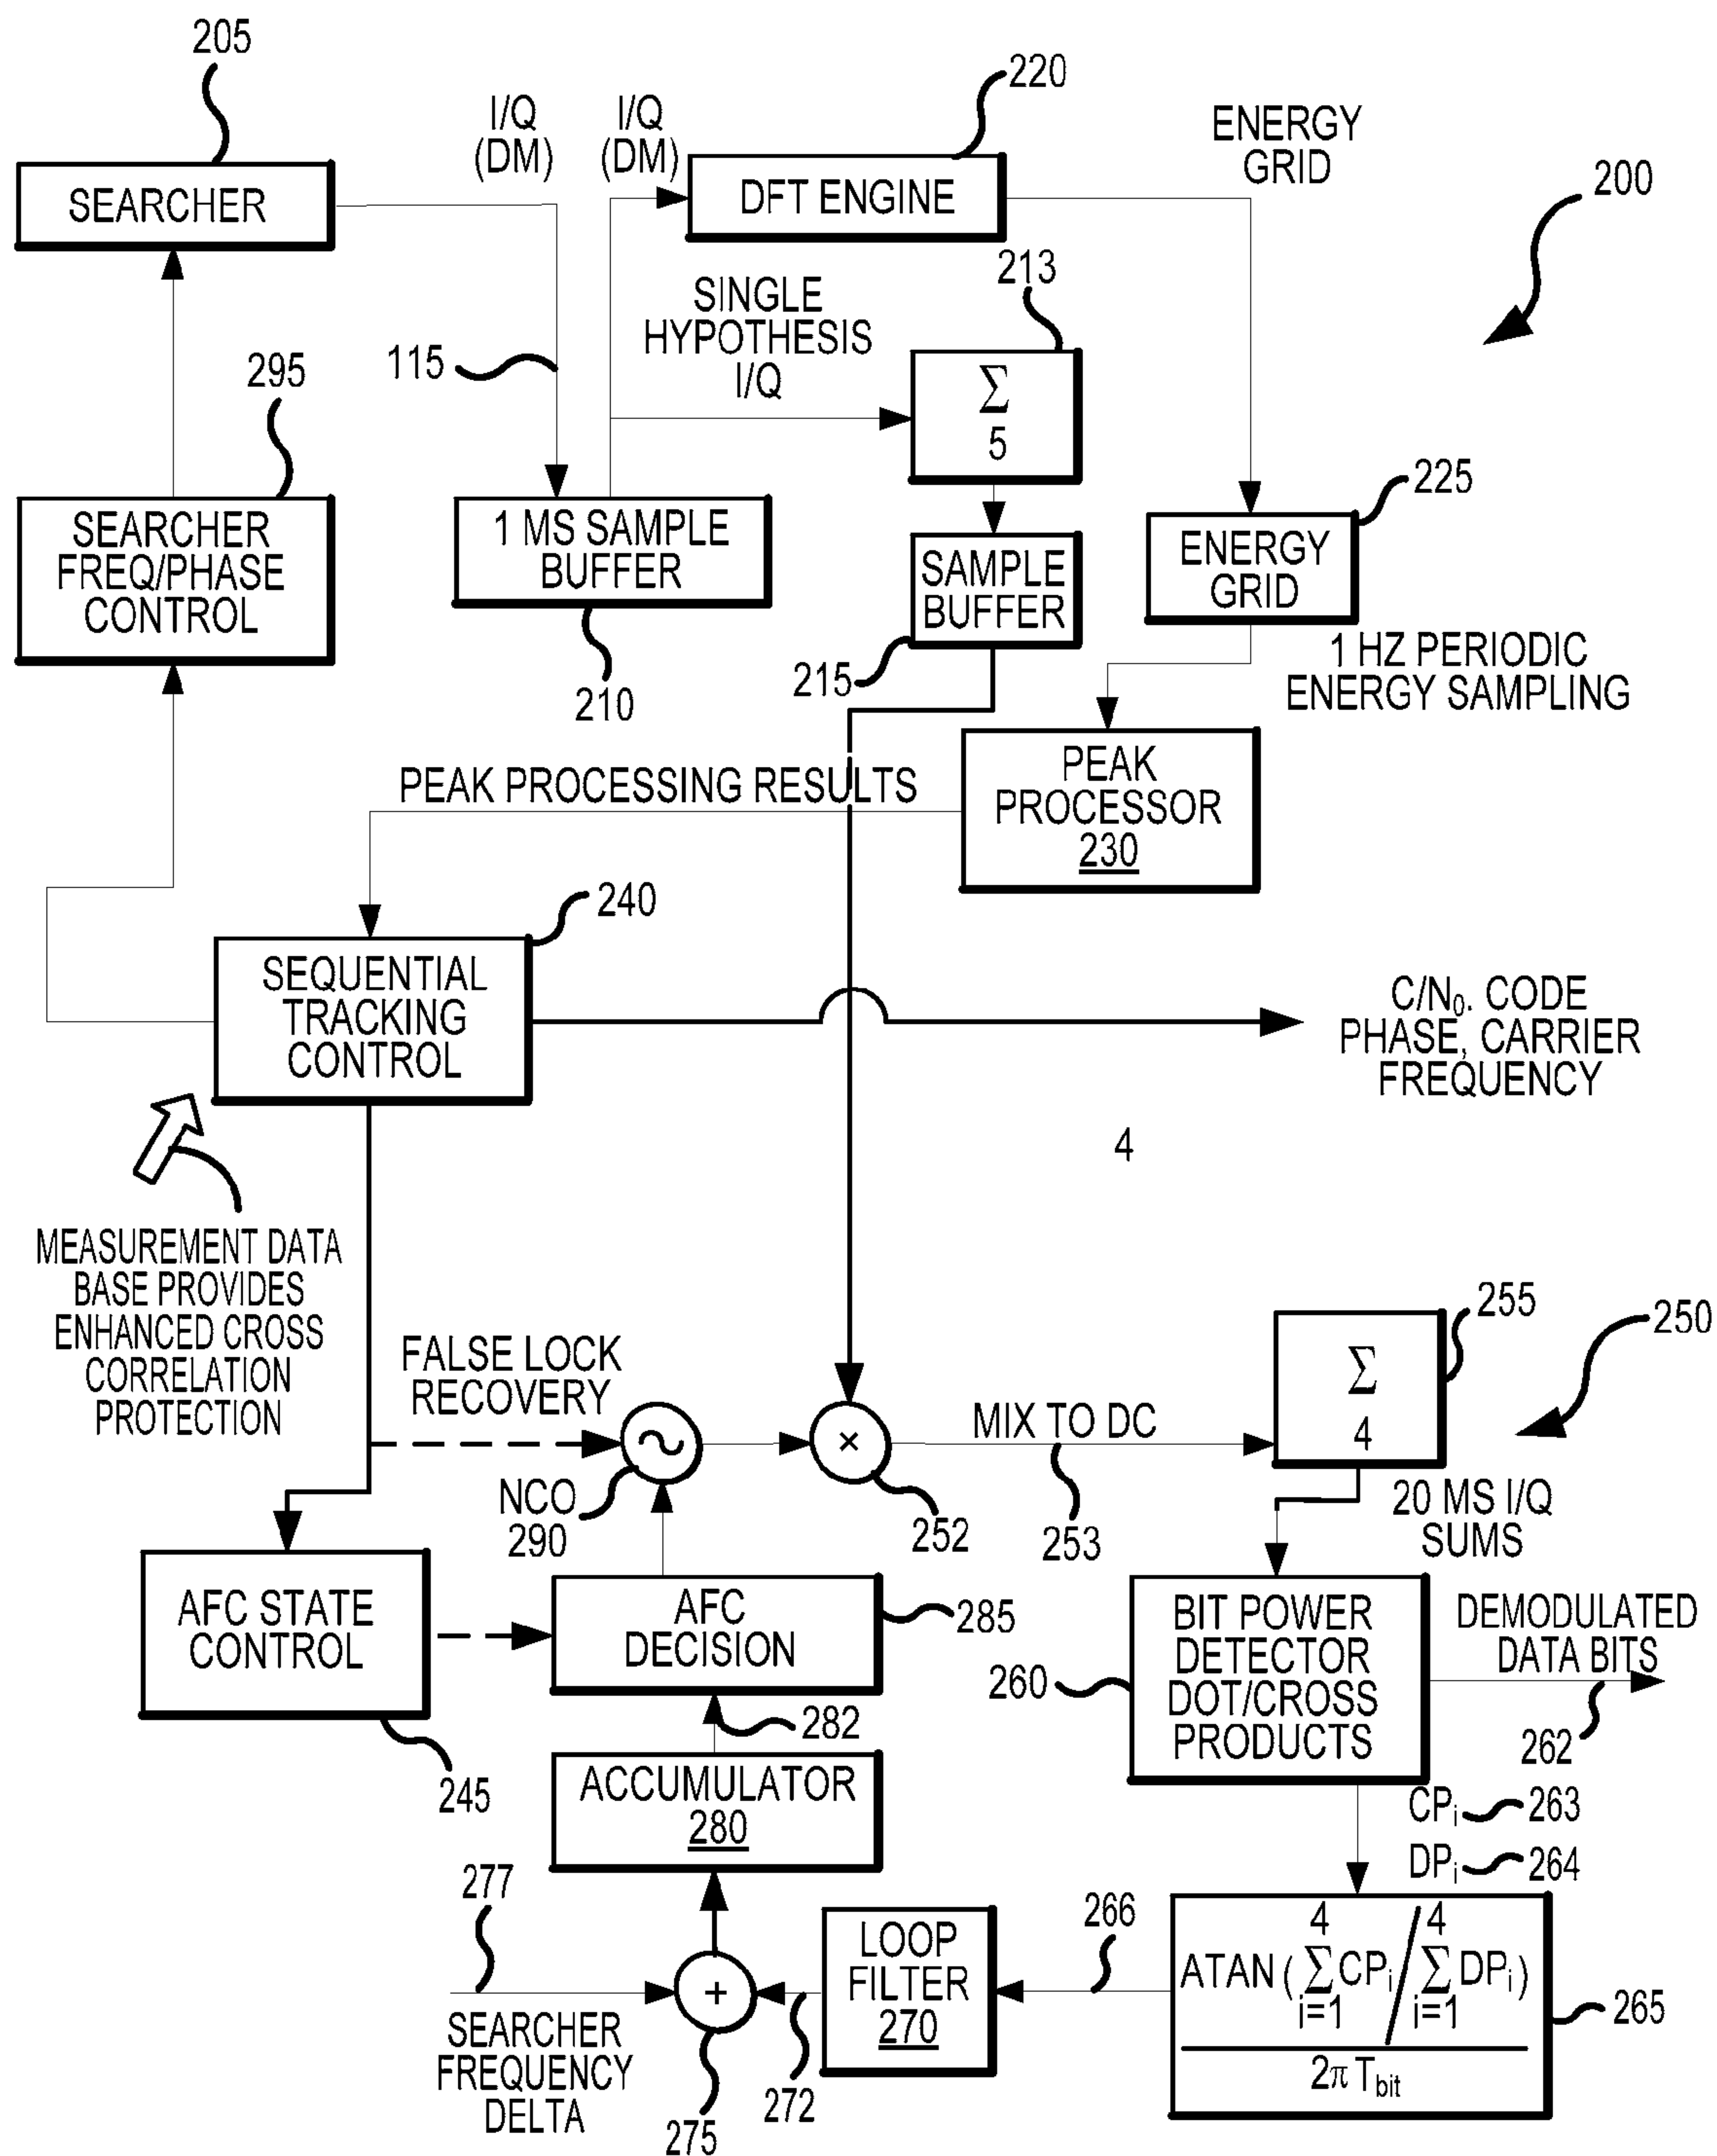 205
SEARCHER
I/Q
(DM)
I/Q
(DM)
220
DFT ENGINE
ENERGY
GRID
200
213
SINGLE
HYPOTHESIS
I/Q
Σ
5
115
295
SEARCHER
FREQ/PHASE
CONTROL
1 MS SAMPLE
BUFFER
210
SAMPLE
BUFFER
215
225
ENERGY
GRID
1 HZ PERIODIC
ENERGY SAMPLING
PEAK PROCESSING RESULTS
PEAK
PROCESSOR
230
240
SEQUENTIAL
TRACKING
CONTROL
C/N₀. CODE
PHASE, CARRIER
FREQUENCY
4
MEASUREMENT DATA
BASE PROVIDES
ENHANCED CROSS
CORRELATION
PROTECTION
FALSE LOCK
RECOVERY
NCO
290
×
252
MIX TO DC
253
255
Σ
4
250
20 MS I/Q
SUMS
AFC STATE
CONTROL
245
AFC
DECISION
285
282
ACCUMULATOR
280
260
BIT POWER
DETECTOR
DOT/CROSS
PRODUCTS
DEMODULATED
DATA BITS
262
CPᵢ 263
DPᵢ 264
277
SEARCHER
FREQUENCY
DELTA
+
275
272
LOOP
FILTER
270
266
4 4
ATAN (ΣCPᵢ/ΣDPᵢ)
i=1 i=1
2π T_bit
265